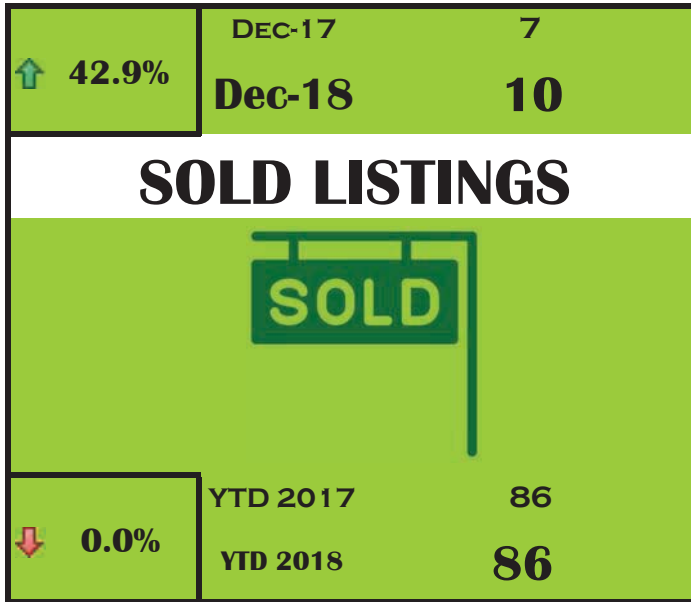 DEC-17 7
42.9%
Dec-18 10
SOLD LISTINGS
SOLD
YTD 2017 86
0.0%
YTD 2018 86